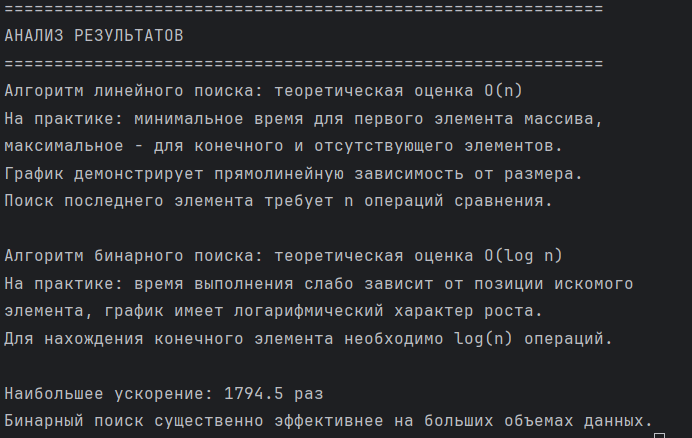 ============================================================
АНАЛИЗ РЕЗУЛЬТАТОВ
============================================================
Алгоритм линейного поиска: теоретическая оценка O(n)
На практике: минимальное время для первого элемента массива,
максимальное - для конечного и отсутствующего элементов.
График демонстрирует прямолинейную зависимость от размера.
Поиск последнего элемента требует n операций сравнения.

Алгоритм бинарного поиска: теоретическая оценка O(log n)
На практике: время выполнения слабо зависит от позиции искомого
элемента, график имеет логарифмический характер роста.
Для нахождения конечного элемента необходимо log(n) операций.

Наибольшее ускорение: 1794.5 раз
Бинарный поиск существенно эффективнее на больших объемах данных.